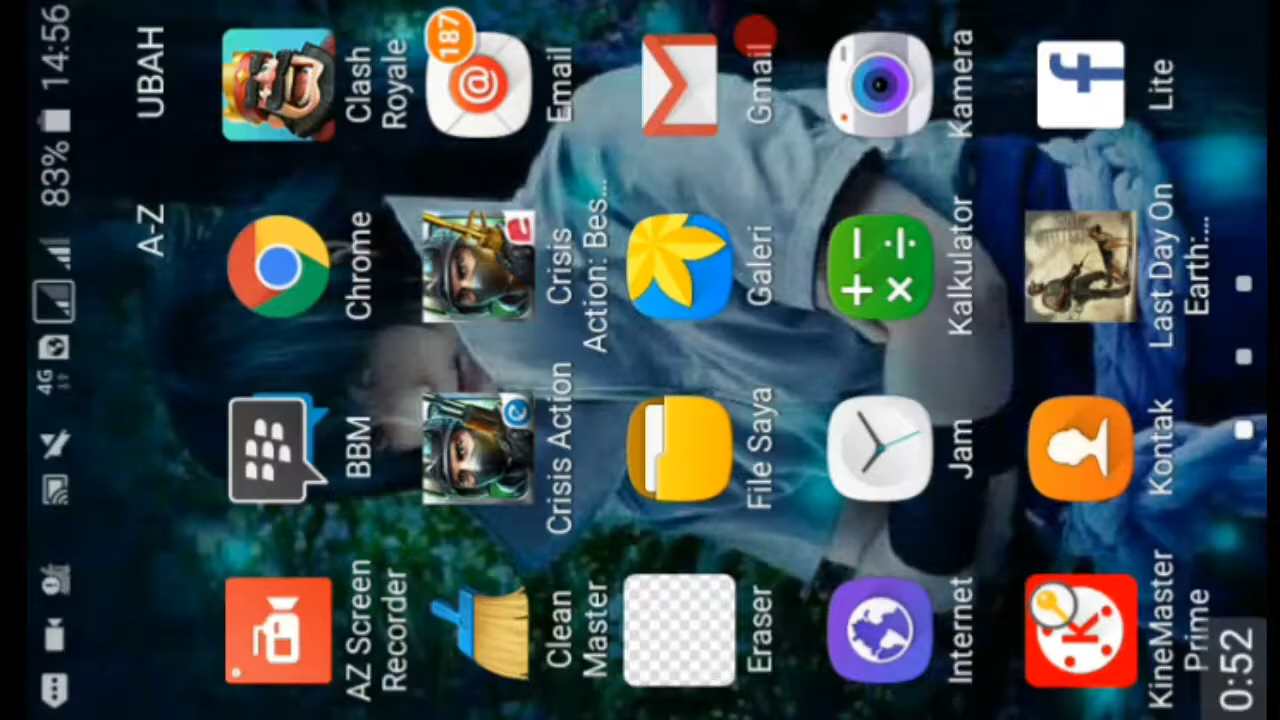 4G
83%
14:56
A-Z
UBAH
AZ Screen
Recorder
BBM
Chrome
Clash
Royale
187
Clean
Master
Crisis Action
Crisis
Action: Bes...
Email
Eraser
File Saya
Galeri
Gmail
Internet
Jam
Kalkulator
Kamera
KineMaster
Prime
Kontak
Last Day On
Earth:...
Lite
0:52